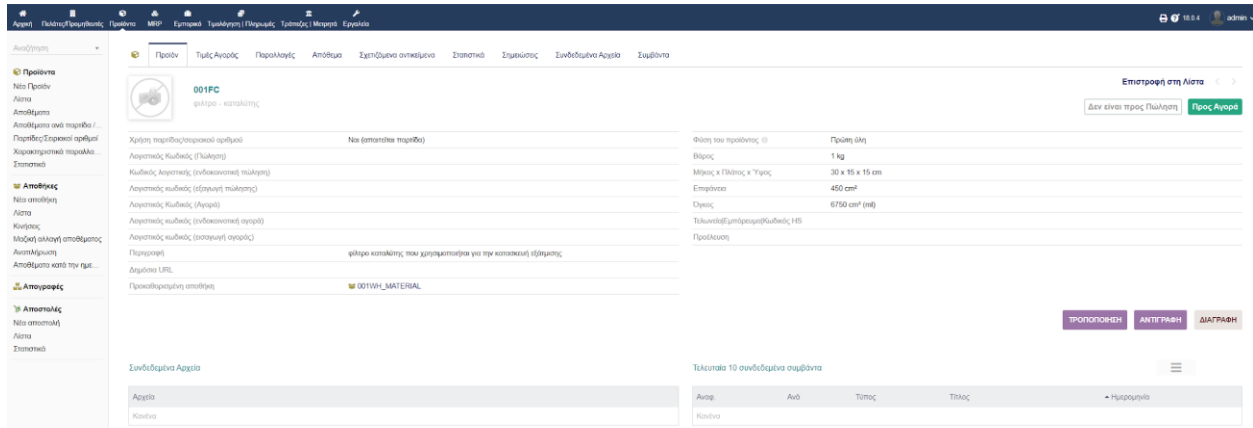 Αρχική Πελάτες/Προμηθευτές Προϊόντα MRP Εμπορικά Τιμολόγηση | Πληρωμές Τράπεζες | Μετρητά Εργαλεία 18.0.4 admin
Αναζήτηση
Προϊόν Τιμές Αγοράς Παραλλαγές Απόθεμα Σχετιζόμενα αντικείμενα Στατιστικά Σημειώσεις Συνδεδεμένα Αρχεία Συμβάντα
Προϊόντα
Νέο Προϊόν
Λίστα
Αποθέματα
Αποθέματα ανά παρτίδα /...
Παρτίδες/Σειριακοί αριθμοί
Χαρακτηριστικά παραλλα...
Στατιστικά
Αποθήκες
Νέα αποθήκη
Λίστα
Κινήσεις
Μαζική αλλαγή αποθέματος
Αναπλήρωση
Αποθέματα κατά την ημε...
Απογραφές
Αποστολές
Νέα αποστολή
Λίστα
Στατιστικά
001FC
φίλτρο - καταλύτης
Επιστροφή στη Λίστα
Δεν είναι προς Πώληση Προς Αγορά
Χρήση παρτίδας/σειριακού αριθμού Ναι (απαιτείται παρτίδα)
Λογιστικός Κωδικός (Πώληση)
Κωδικός λογιστικής (ενδοκοινοτική πώληση)
Λογιστικός κωδικός (εξαγωγή πώλησης)
Λογιστικός Κωδικός (Αγορά)
Λογιστικός κωδικός (ενδοκοινοτική αγορά)
Λογιστικός κωδικός (εισαγωγή αγοράς)
Περιγραφή φίλτρο καταλύτης που χρησιμοποιήται για την κατασκευή εξάτμισης
Δημόσια URL
Προκαθορισμένη αποθήκη 001WH_MATERIAL
Φύση του προϊόντος Πρώτη ύλη
Βάρος 1 kg
Μήκος x Πλάτος x Ύψος 30 x 15 x 15 cm
Επιφάνεια 450 cm²
Όγκος 6750 cm³ (ml)
Τελωνείο|Εμπόρευμα|Κωδικός HS
Προέλευση
ΤΡΟΠΟΠΟΙΗΣΗ ΑΝΤΙΓΡΑΦΗ ΔΙΑΓΡΑΦΗ
Συνδεδεμένα Αρχεία
Αρχεία
Κανένα
Τελευταία 10 συνδεδεμένα συμβάντα
Αναφ. Ανά Τύπος Τίτλος Ημερομηνία
Κανένα